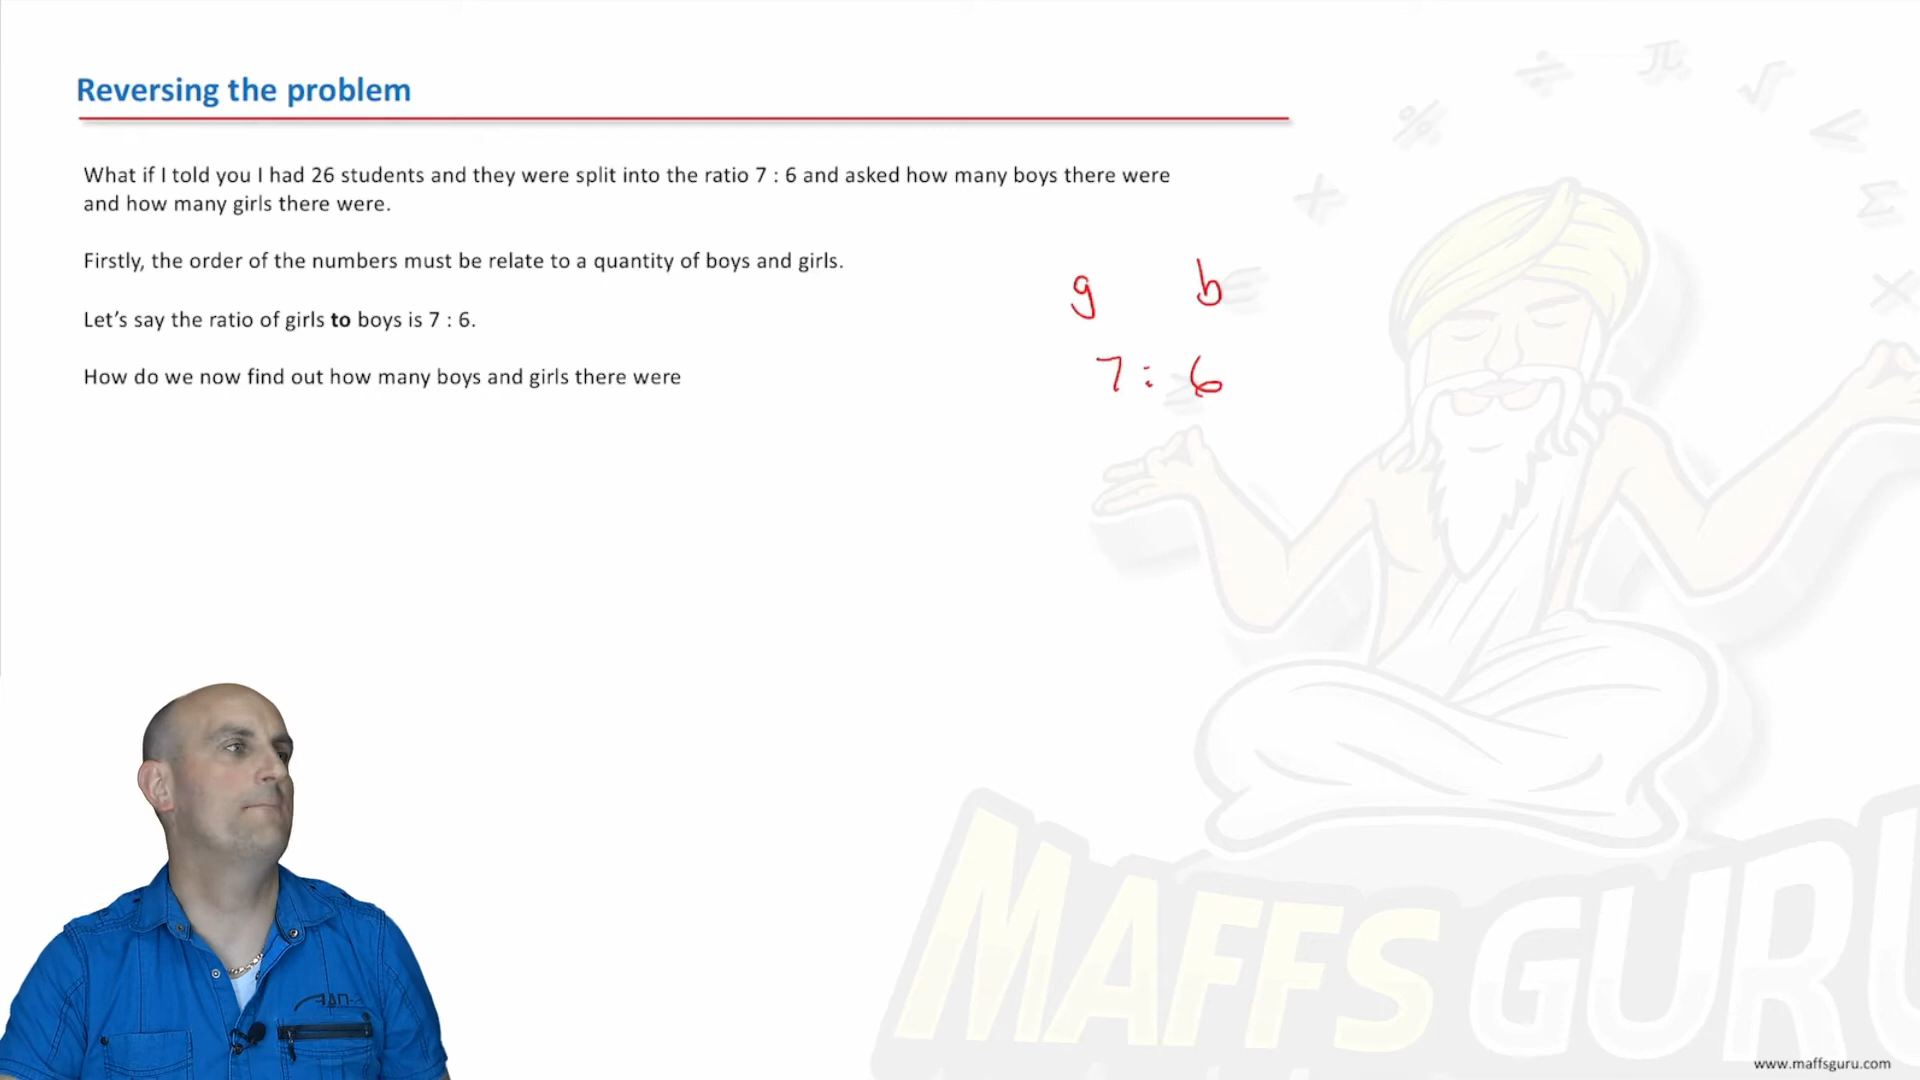 Reversing the problem
What if I told you I had 26 students and they were split into the ratio 7 : 6 and asked how many boys there were
and how many girls there were.
Firstly, the order of the numbers must be relate to a quantity of boys and girls.
Let’s say the ratio of girls to boys is 7 : 6.
How do we now find out how many boys and girls there were
g b
7 : 6
MAFFS GURU
www.maffsguru.com